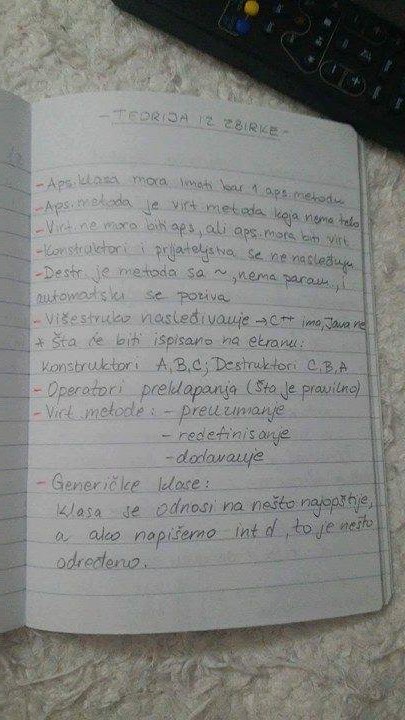 - TEORIJA IZ ZBIRKE -
- Aps. klasa mora imati bar 1 aps. metodu
- Aps. metoda je virt. metoda koja nema telo
- Virt. ne mora biti aps, ali aps. mora biti virt
- Konstruktori i prijateljstva se ne nasleđuju
- Destr. je metoda sa ~, nema param., i
automatski se poziva
- Višestruko nasleđivanje → C++ ima, Java ne
* Šta će biti ispisano na ekranu:
Konstruktori A,B,C; Destruktori C,B,A
- Operatori preklapanja (šta je pravilno)
- Virt metode: - preuzimanje
- redefinisanje
- dodavanje
- Generičke klase:
Klasa se odnosi na nešto najopštije,
a ako napišemo int d, to je nešto
određeno.